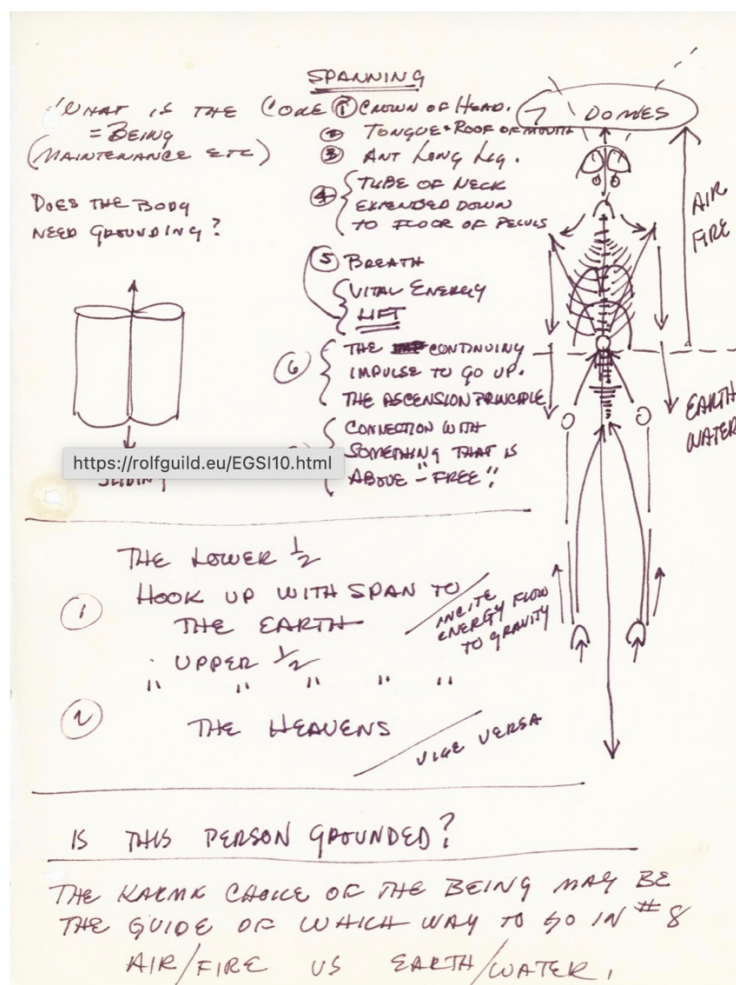 SPANNING
WHAT IS THE CORE
= BEING
(MAINTENANCE ETC)
DOES THE BODY
NEED GROUNDING?
① CROWN OF HEAD.
② TONGUE + ROOF OF MOUTH
③ ANT LONG LIG.
④ TUBE OF NECK
EXTENDED DOWN
TO FLOOR OF PELVIS
⑤ BREATH
VITAL ENERGY
LIFT
⑥ THE CONTINUING
IMPULSE TO GO UP.
THE ASCENSION PRINCIPLE
CONNECTION WITH
SOMETHING THAT IS
ABOVE - "FREE".
7 DOMES
AIR
FIRE
EARTH
WATER
https://rolfguild.eu/EGSI10.html
THE LOWER ½
① HOOK UP WITH SPAN TO
THE EARTH
INCITE
ENERGY FLOW
TO GRAVITY
UPPER ½
" " " " "
② THE HEAVENS
VICE VERSA
IS THIS PERSON GROUNDED?
THE KARMK CHOICE OF THE BEING MAY BE
THE GUIDE OF WHICH WAY TO GO IN #8
AIR/FIRE VS EARTH/WATER.